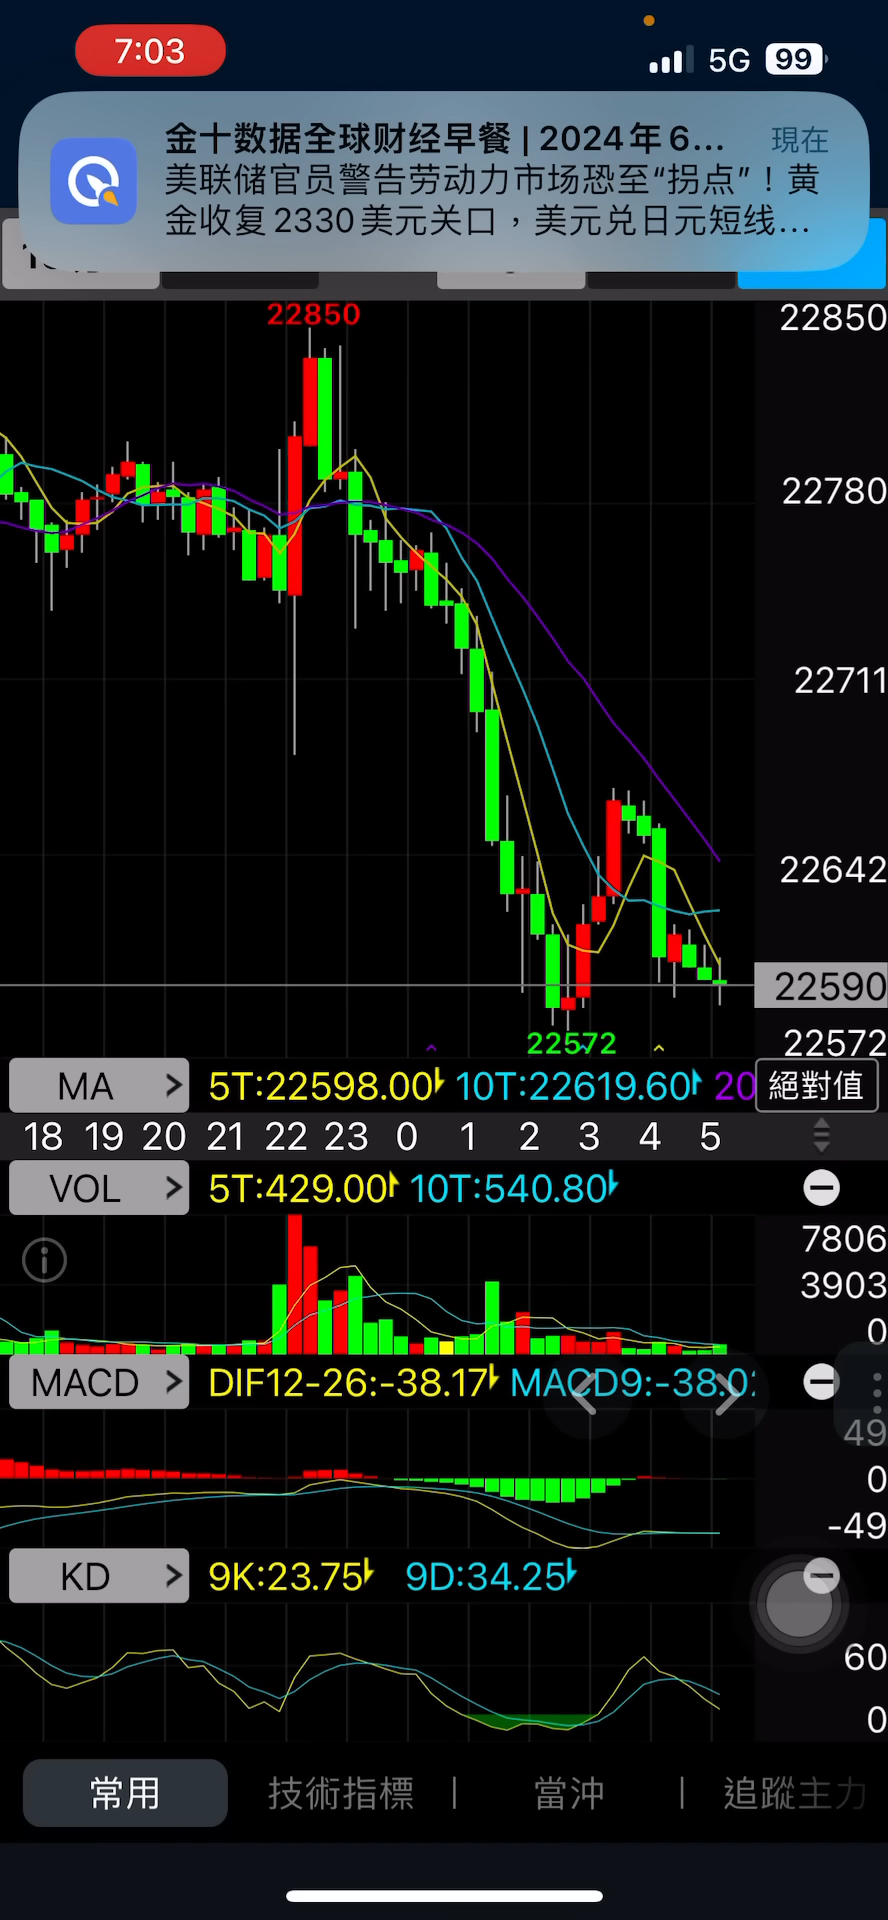 7:03
5G 99
金十数据全球财经早餐 | 2024年6... 現在
美联储官员警告劳动力市场恐至“拐点”！黄
金收复2330美元关口，美元兑日元短线...
22850 22850
22780
22711
22642
22590
22572 22572
MA > 5T:22598.00 10T:22619.60 20 絕對值
18 19 20 21 22 23 0 1 2 3 4 5
VOL > 5T:429.00 10T:540.80
7806
3903
0
MACD > DIF12-26:-38.17 MACD9:-38.0
49
0
-49
KD > 9K:23.75 9D:34.25
60
0
常用 技術指標 | 當沖 | 追蹤主力